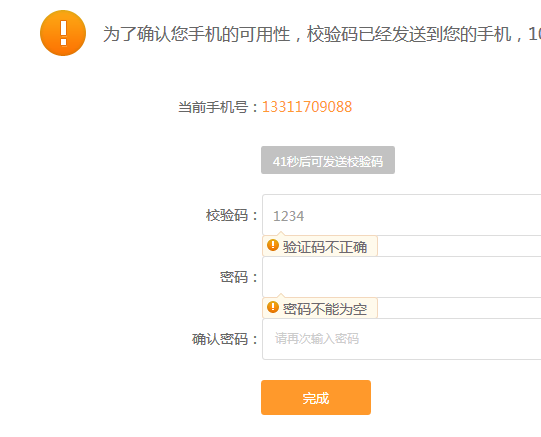 为了确认您手机的可用性，校验码已经发送到您的手机，10
当前手机号：13311709088
41秒后可发送校验码
校验码：1234
验证码不正确
密码：
密码不能为空
确认密码：请再次输入密码
完成